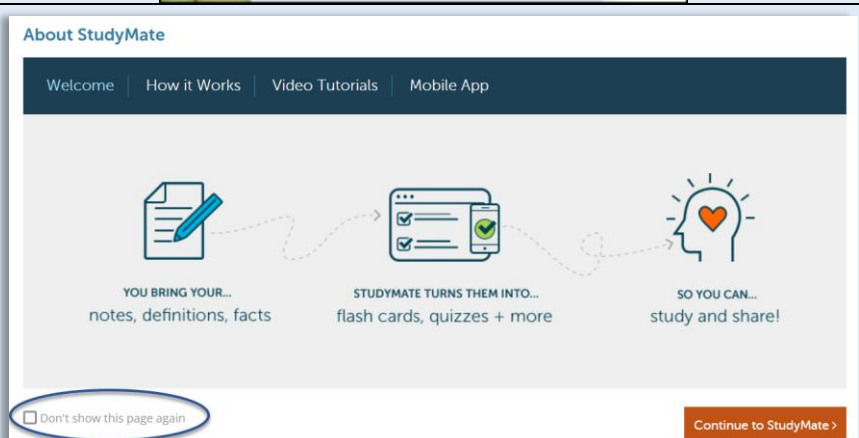 About StudyMate
Welcome How it Works Video Tutorials Mobile App
YOU BRING YOUR...
notes, definitions, facts
STUDYMATE TURNS THEM INTO...
flash cards, quizzes + more
SO YOU CAN...
study and share!
Don't show this page again
Continue to StudyMate >